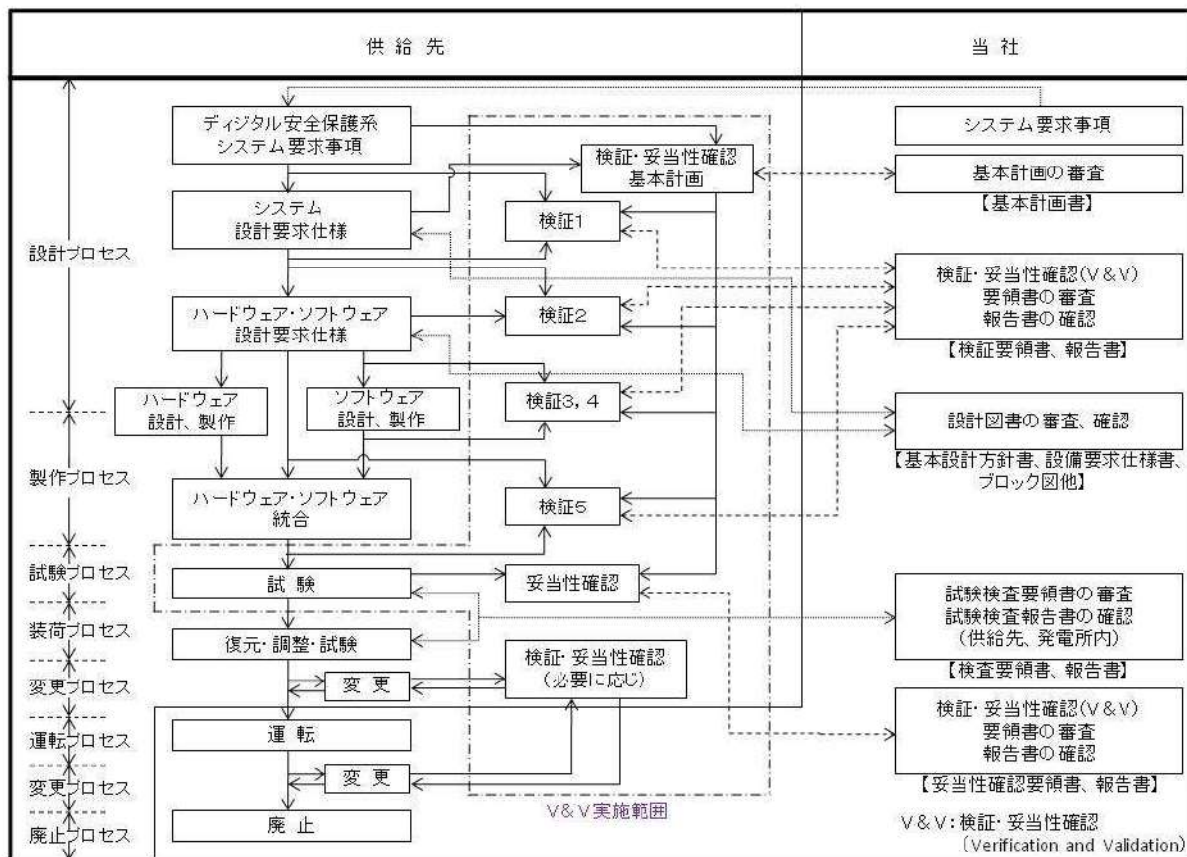 供給先
当社
ディジタル安全保護系
システム要求事項
システム要求事項
検証・妥当性確認
基本計画
基本計画の審査
【基本計画書】
システム
設計要求仕様
検証1
設計プロセス
検証・妥当性確認(V&V)
要領書の審査
報告書の確認
【検証要領書、報告書】
ハードウェア・ソフトウェア
設計要求仕様
検証2
ハードウェア
設計、製作
ソフトウェア
設計、製作
検証3,4
設計図書の審査、確認
【基本設計方針書、設備要求仕様書、
ブロック図他】
製作プロセス
ハードウェア・ソフトウェア
統合
検証5
試験プロセス
試験
妥当性確認
試験検査要領書の審査
試験検査報告書の確認
(供給先、発電所内)
【検査要領書、報告書】
装荷プロセス
復元・調整・試験
検証・妥当性確認
(必要に応じ)
変更プロセス
変更
検証・妥当性確認(V&V)
要領書の審査
報告書の確認
【妥当性確認要領書、報告書】
運転プロセス
運転
変更プロセス
変更
V&V実施範囲
廃止プロセス
廃止
V&V:検証・妥当性確認
(Verification and Validation)